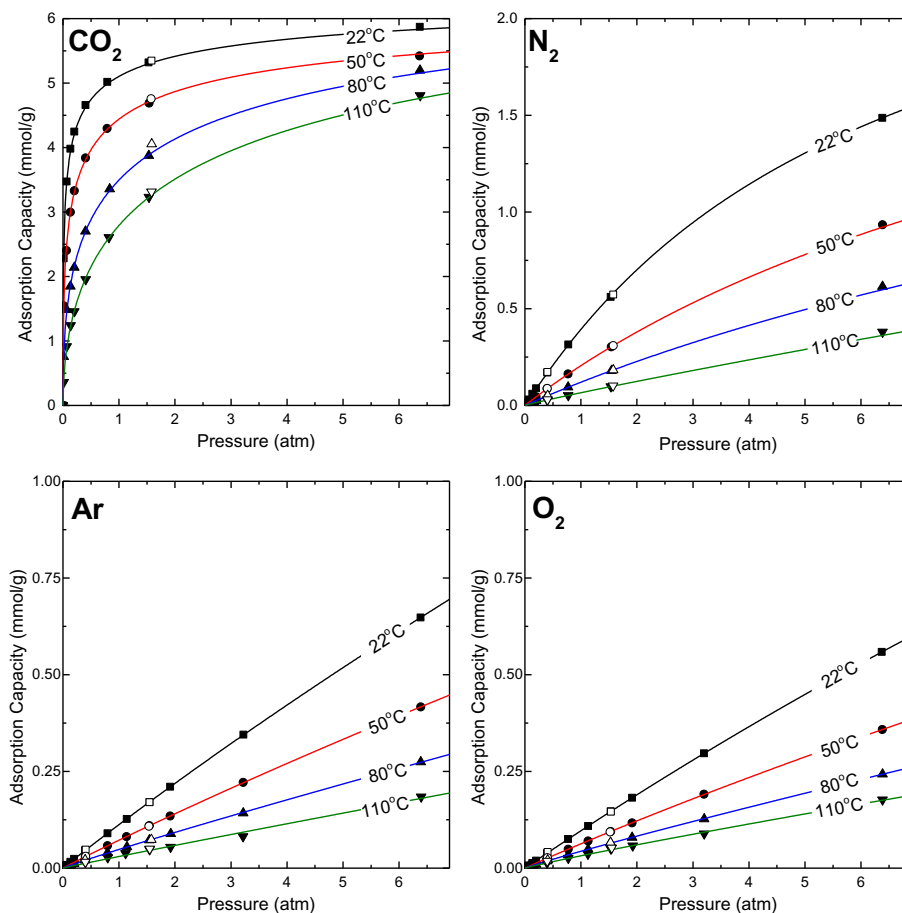 CO2
Adsorption Capacity (mmol/g)
6
5
4
3
2
1
0
22°C
50°C
80°C
110°C
0 1 2 3 4 5 6
Pressure (atm)
N2
Adsorption Capacity (mmol/g)
2.0
1.5
1.0
0.5
0.0
22°C
50°C
80°C
110°C
0 1 2 3 4 5 6
Pressure (atm)
Ar
Adsorption Capacity (mmol/g)
1.00
0.75
0.50
0.25
0.00
22°C
50°C
80°C
110°C
0 1 2 3 4 5 6
Pressure (atm)
O2
Adsorption Capacity (mmol/g)
1.00
0.75
0.50
0.25
0.00
22°C
50°C
80°C
110°C
0 1 2 3 4 5 6
Pressure (atm)